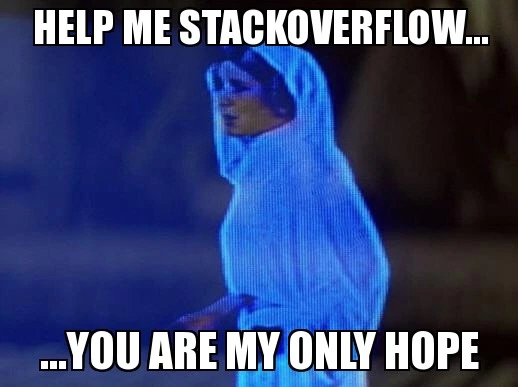 HELP ME STACKOVERFLOW...
...YOU ARE MY ONLY HOPE